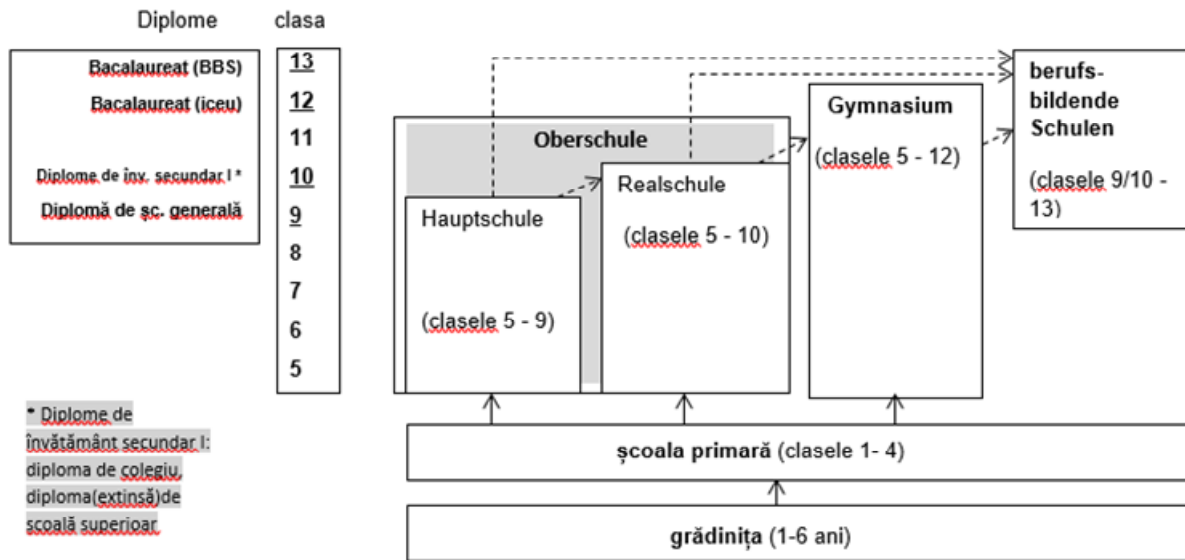 Diplome
clasa
Bacalaureat (BBS)
13
Bacalaureat (iceu)
12
11
Diplome de înv. secundar I *
10
Diplomă de șc. generală
9
8
7
6
5
* Diplome de
învătământ secundar I:
diploma de colegiu,
diploma(extinsă)de
scoală superioar
Oberschule
Hauptschule
(clasele 5 - 9)
Realschule
(clasele 5 - 10)
Gymnasium
(clasele 5 - 12)
berufs-
bildende
Schulen
(clasele 9/10 -
13)
școala primară (clasele 1- 4)
grădinița (1-6 ani)